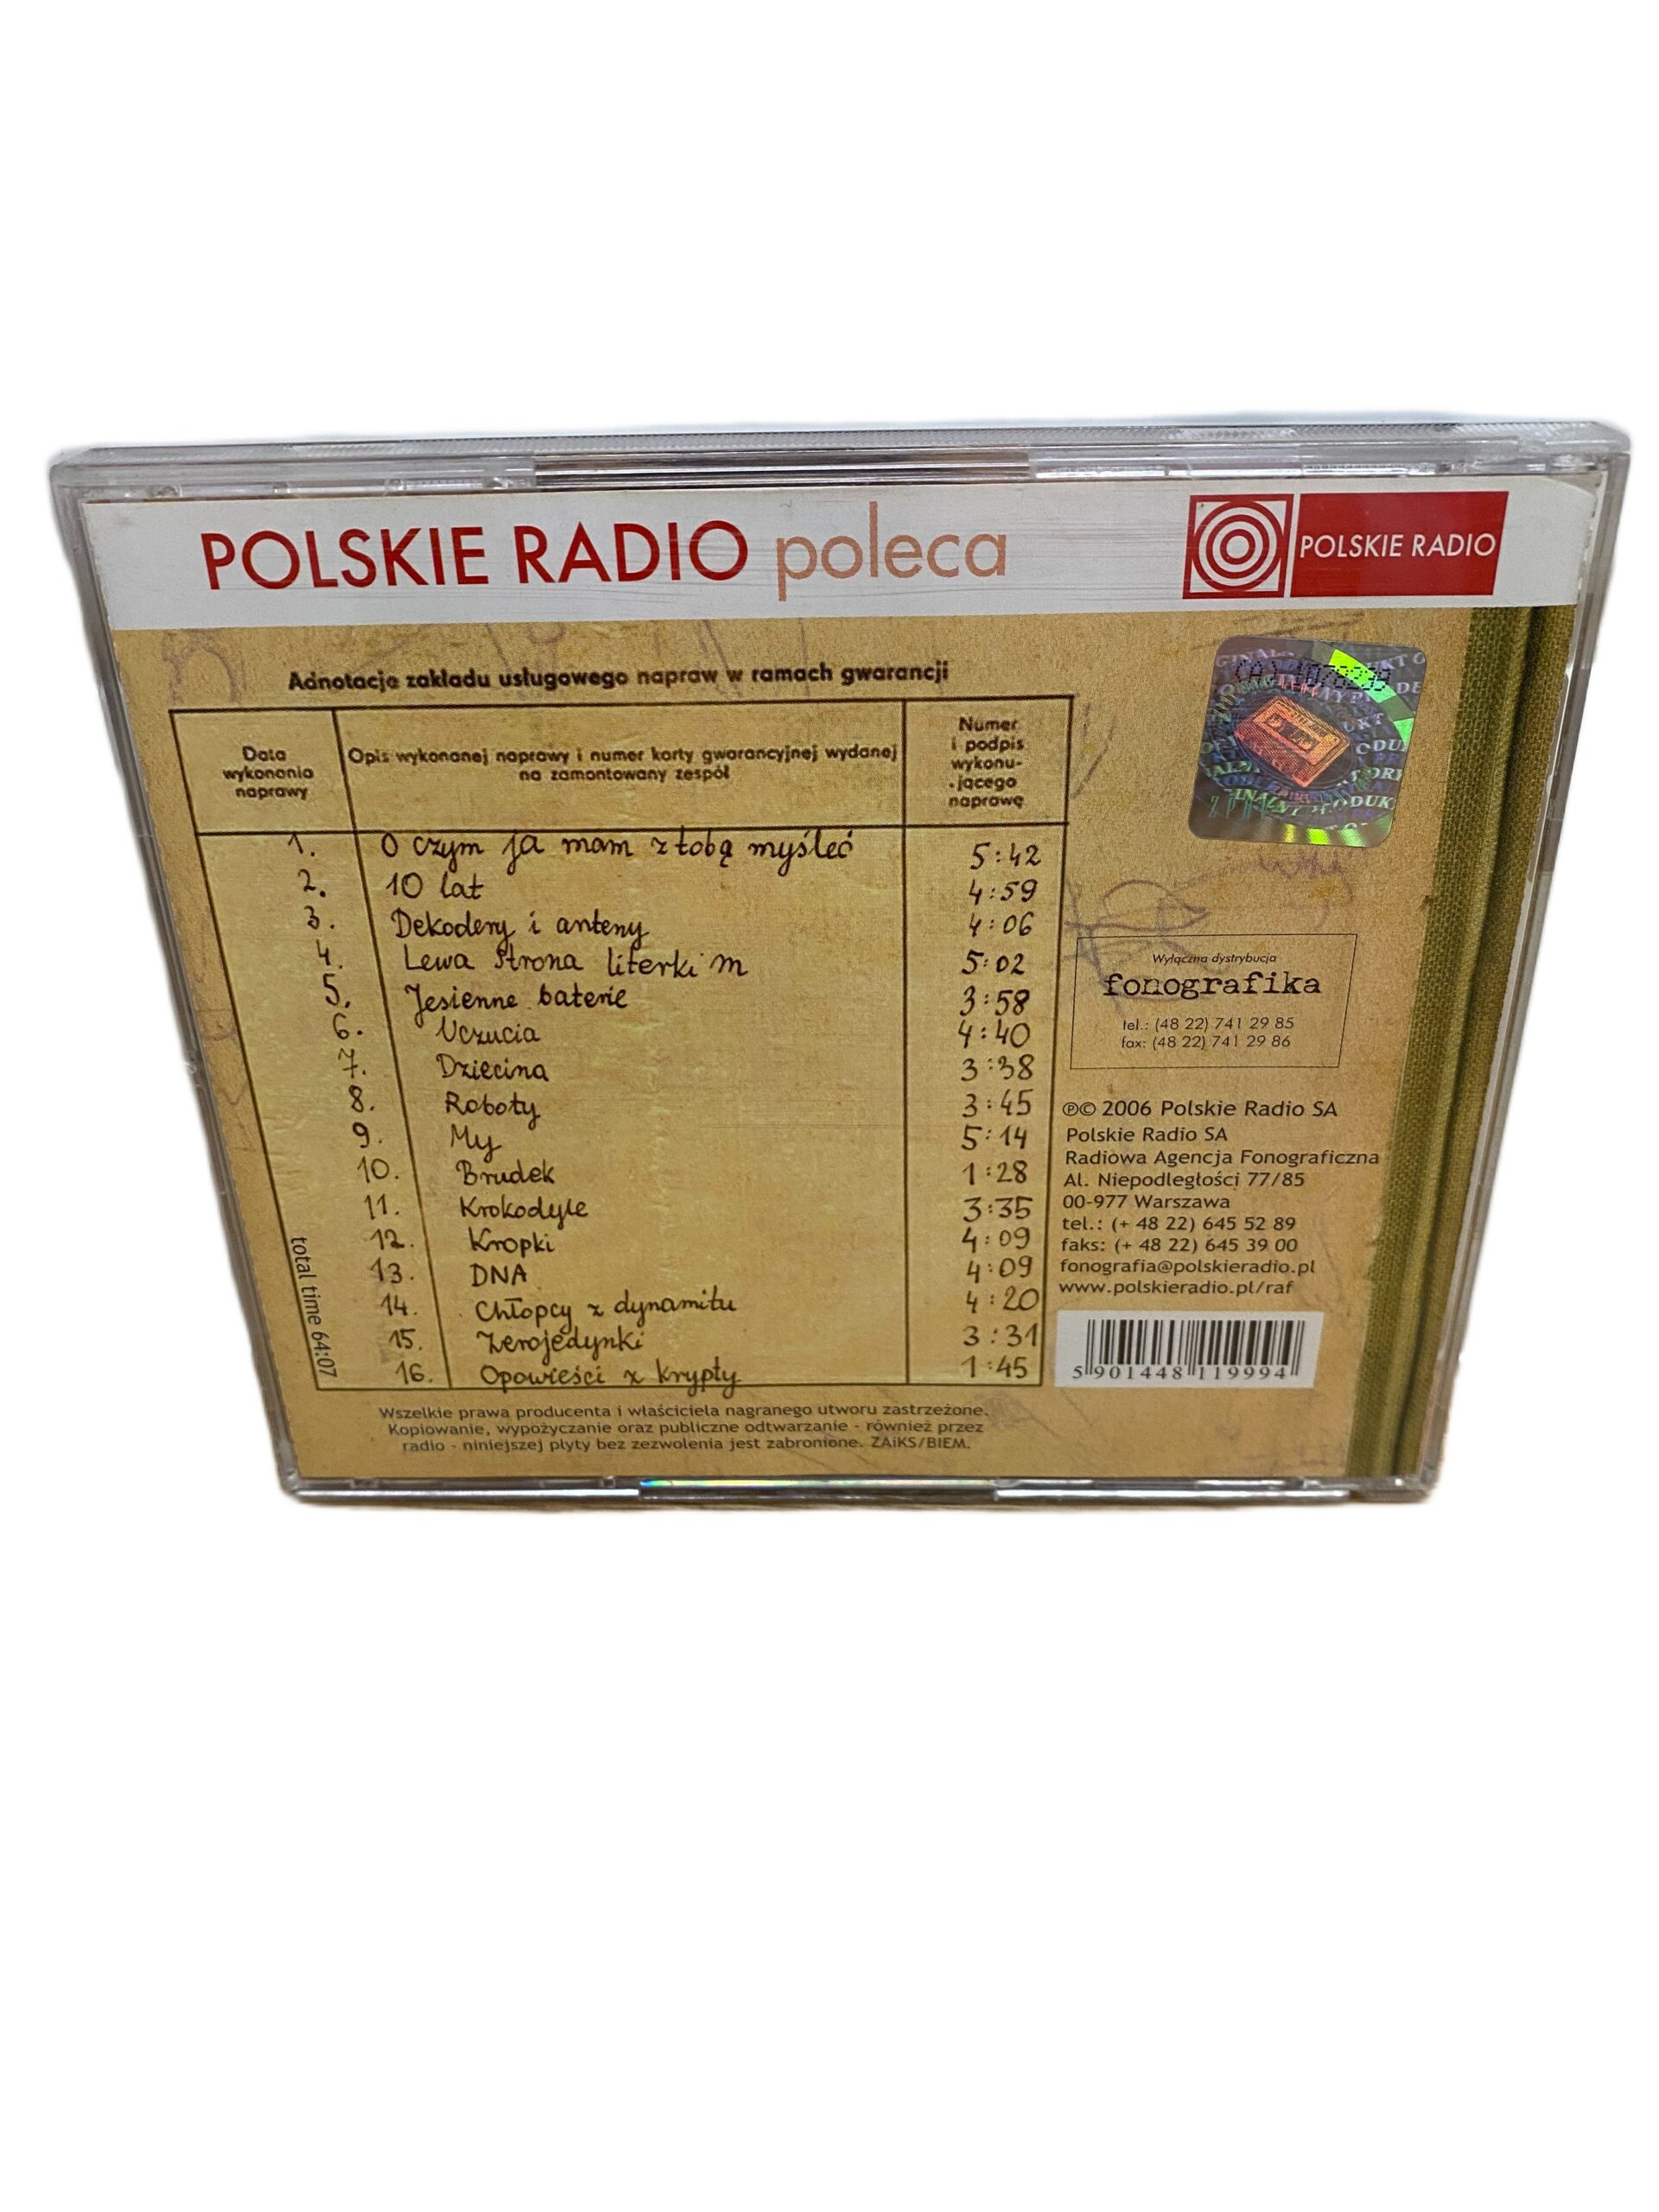 POLSKIE RADIO poleca
POLSKIE RADIO
Adnotacje zakładu usługowego napraw w ramach gwarancji
Data
wykonania
naprawy
Opis wykonanej naprawy i numer karty gwarancyjnej wydanej
na zamontowany zespół
Numer
i podpis
wykonu-
jącego
naprawę
1. O czym ja mam z tobą myśleć 5:42
2. 10 lat 4:59
3. Dekodery i anteny 4:06
4. Lewa strona literki m 5:02
5. Jesienne baterie 3:58
6. Uczucia 4:40
7. Dziecina 3:38
8. Roboty 3:45
9. My 5:14
10. Brudek 1:28
11. Krokodyle 3:35
12. Kropki 4:09
13. DNA 4:09
14. Chłopcy z dynamitu 4:20
15. Zerojedynki 3:31
16. Opowieści z krypty 1:45
total time 64:07
Wszelkie prawa producenta i właściciela nagranego utworu zastrzeżone.
Kopiowanie, wypożyczanie oraz publiczne odtwarzanie - również przez
radio - niniejszej płyty bez zezwolenia jest zabronione. ZAiKS/BIEM.
Wyłączna dystrybucja
fonografika
tel.: (48 22) 741 29 85
fax: (48 22) 741 29 86
℗© 2006 Polskie Radio SA
Polskie Radio SA
Radiowa Agencja Fonograficzna
Al. Niepodległości 77/85
00-977 Warszawa
tel.: (+ 48 22) 645 52 89
faks: (+ 48 22) 645 39 00
fonografia@polskieradio.pl
www.polskieradio.pl/raf
5 901448 119994